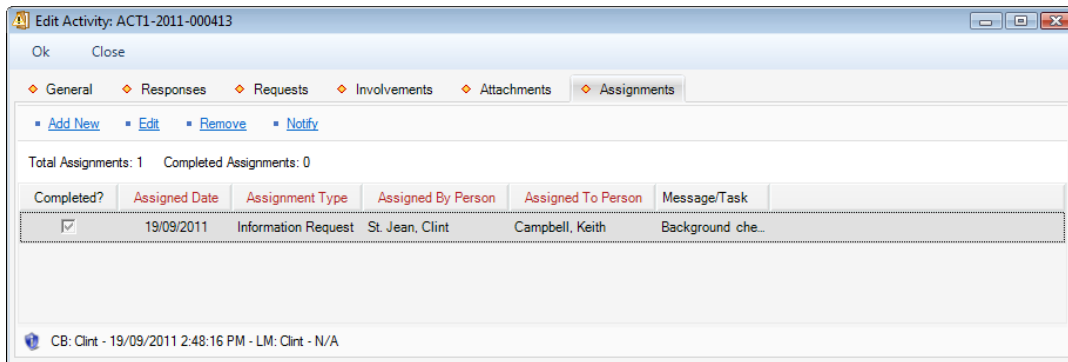 Edit Activity: ACT1-2011-000413
Ok Close
General Responses Requests Involvements Attachments Assignments
Add New Edit Remove Notify
Total Assignments: 1 Completed Assignments: 0
Completed? Assigned Date Assignment Type Assigned By Person Assigned To Person Message/Task
19/09/2011 Information Request St. Jean, Clint Campbell, Keith Background che...
CB: Clint - 19/09/2011 2:48:16 PM - LM: Clint - N/A